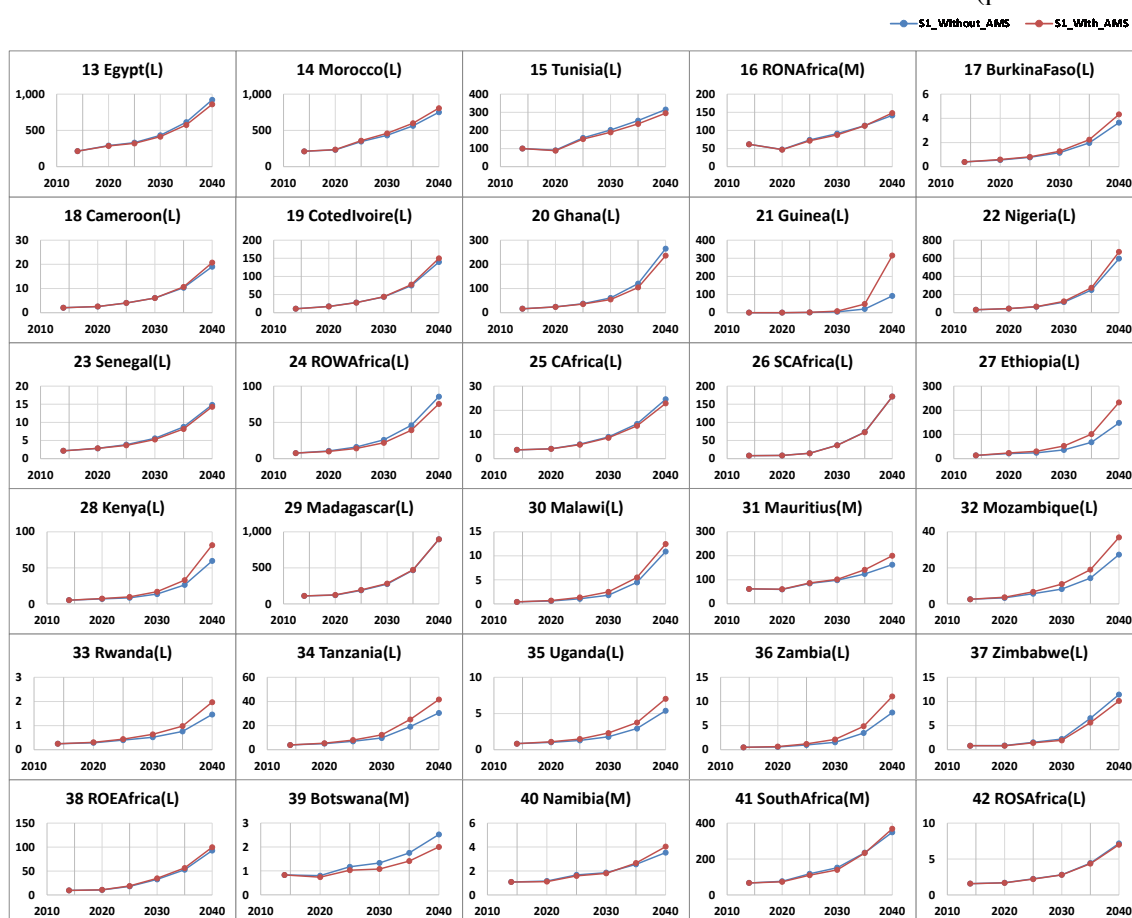 (p
S1_Without_AMS S1_With_AMS
13 Egypt(L)
1,000
500
0
2010 2020 2030 2040
14 Morocco(L)
1,000
500
0
2010 2020 2030 2040
15 Tunisia(L)
400
300
200
100
0
2010 2020 2030 2040
16 RONAfrica(M)
200
150
100
50
0
2010 2020 2030 2040
17 BurkinaFaso(L)
6
4
2
0
2010 2020 2030 2040
18 Cameroon(L)
30
20
10
0
2010 2020 2030 2040
19 CotedIvoire(L)
200
150
100
50
0
2010 2020 2030 2040
20 Ghana(L)
300
200
100
0
2010 2020 2030 2040
21 Guinea(L)
400
300
200
100
0
2010 2020 2030 2040
22 Nigeria(L)
800
600
400
200
0
2010 2020 2030 2040
23 Senegal(L)
20
15
10
5
0
2010 2020 2030 2040
24 ROWAfrica(L)
100
50
0
2010 2020 2030 2040
25 CAfrica(L)
30
20
10
0
2010 2020 2030 2040
26 SCAfrica(L)
200
150
100
50
0
2010 2020 2030 2040
27 Ethiopia(L)
300
200
100
0
2010 2020 2030 2040
28 Kenya(L)
100
50
0
2010 2020 2030 2040
29 Madagascar(L)
1,000
500
0
2010 2020 2030 2040
30 Malawi(L)
15
10
5
0
2010 2020 2030 2040
31 Mauritius(M)
300
200
100
0
2010 2020 2030 2040
32 Mozambique(L)
40
20
0
2010 2020 2030 2040
33 Rwanda(L)
3
2
1
0
2010 2020 2030 2040
34 Tanzania(L)
60
40
20
0
2010 2020 2030 2040
35 Uganda(L)
10
5
0
2010 2020 2030 2040
36 Zambia(L)
15
10
5
0
2010 2020 2030 2040
37 Zimbabwe(L)
15
10
5
0
2010 2020 2030 2040
38 ROEAfrica(L)
150
100
50
0
2010 2020 2030 2040
39 Botswana(M)
3
2
1
0
2010 2020 2030 2040
40 Namibia(M)
6
4
2
0
2010 2020 2030 2040
41 SouthAfrica(M)
400
200
0
2010 2020 2030 2040
42 ROSAfrica(L)
10
5
0
2010 2020 2030 2040